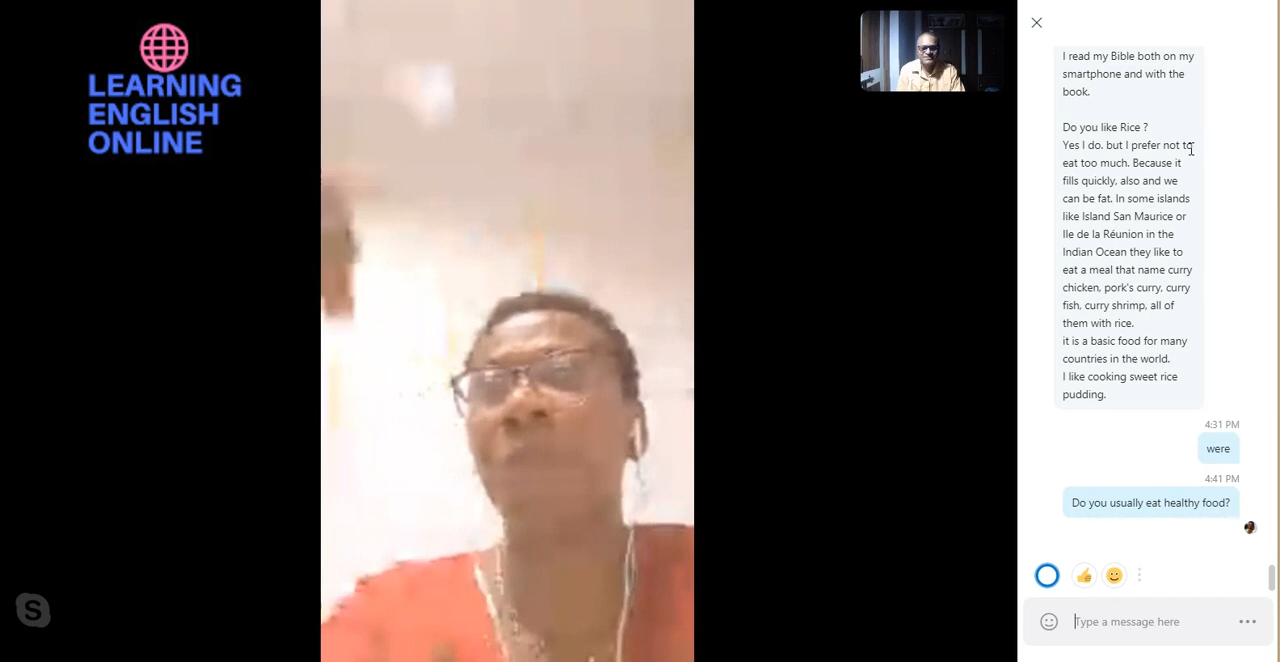 LEARNING
ENGLISH
ONLINE
I read my Bible both on my
smartphone and with the
book.
Do you like Rice ?
Yes I do. but I prefer not to
eat too much. Because it
fills quickly, also and we
can be fat. In some islands
like Island San Maurice or
Ile de la Réunion in the
Indian Ocean they like to
eat a meal that name curry
chicken, pork's curry, curry
fish, curry shrimp, all of
them with rice.
it is a basic food for many
countries in the world.
I like cooking sweet rice
pudding.
4:31 PM
were
4:41 PM
Do you usually eat healthy food?
Type a message here
S